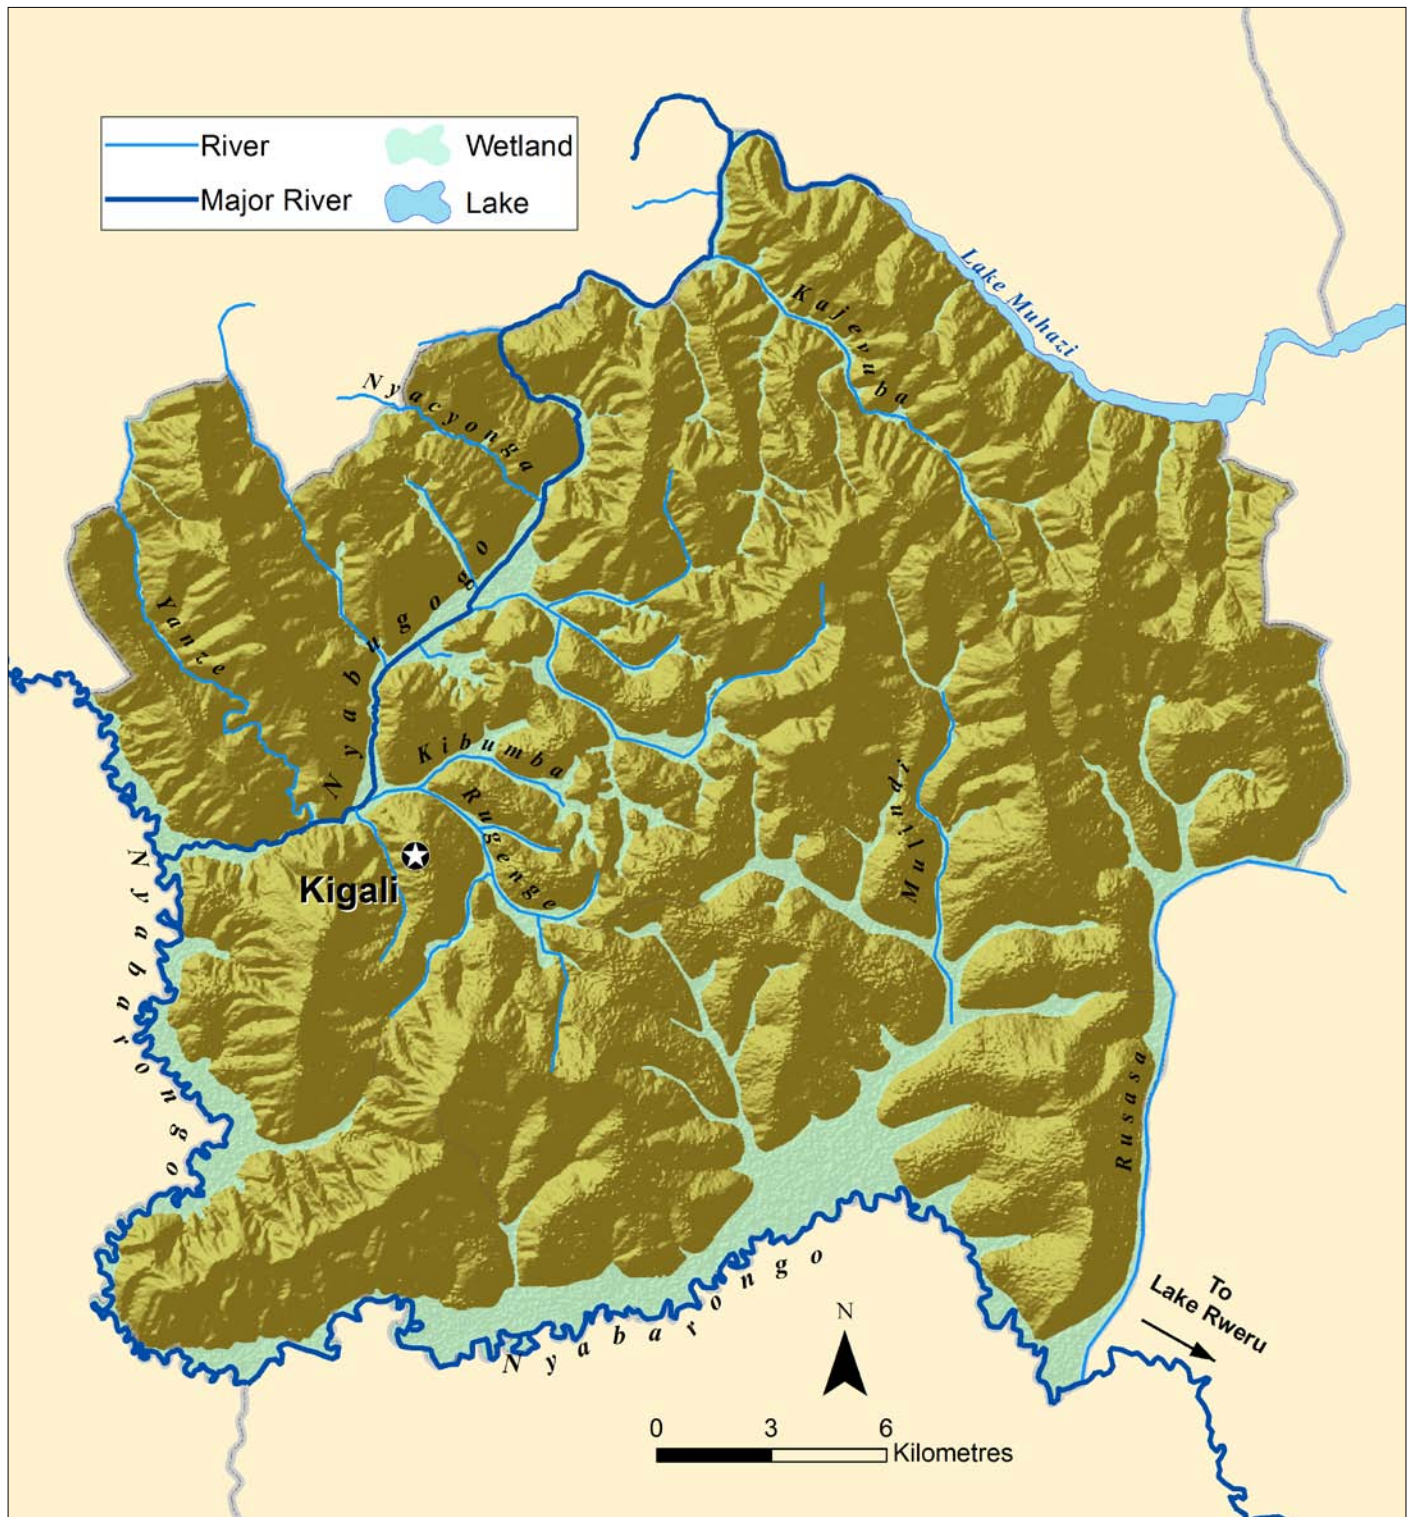 River
Wetland
Major River
Lake
Lake Muhazi
Kajevuba
Nyacyonga
Nyabugogo
Yanze
Kibumba
Rugenge
Mulindi
Kigali
Nyabarongo
Rusasa
Nyabarongo
To
Lake Rweru
N
0 3 6
Kilometres